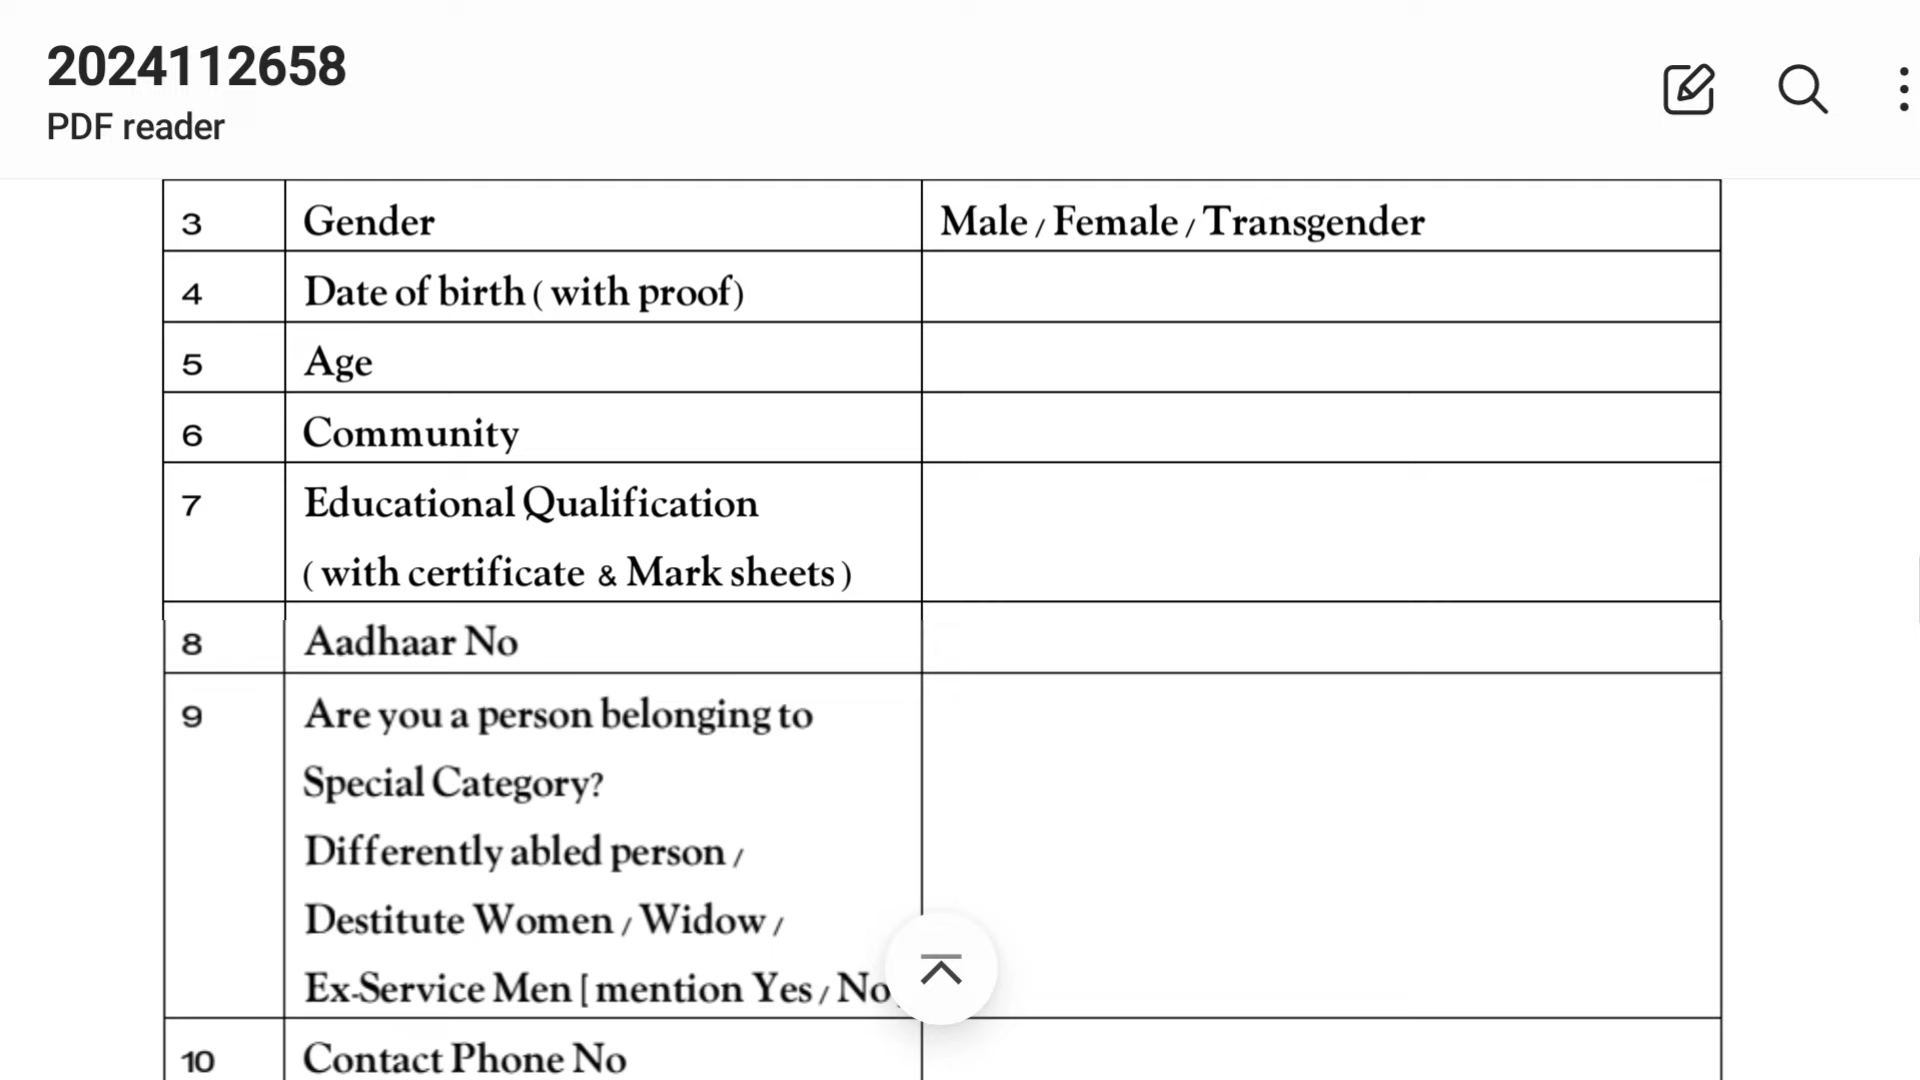 2024112658
PDF reader
3 Gender Male / Female / Transgender
4 Date of birth ( with proof)
5 Age
6 Community
7 Educational Qualification
( with certificate & Mark sheets )
8 Aadhaar No
9 Are you a person belonging to
Special Category?
Differently abled person /
Destitute Women / Widow /
Ex-Service Men [ mention Yes / No
10 Contact Phone No